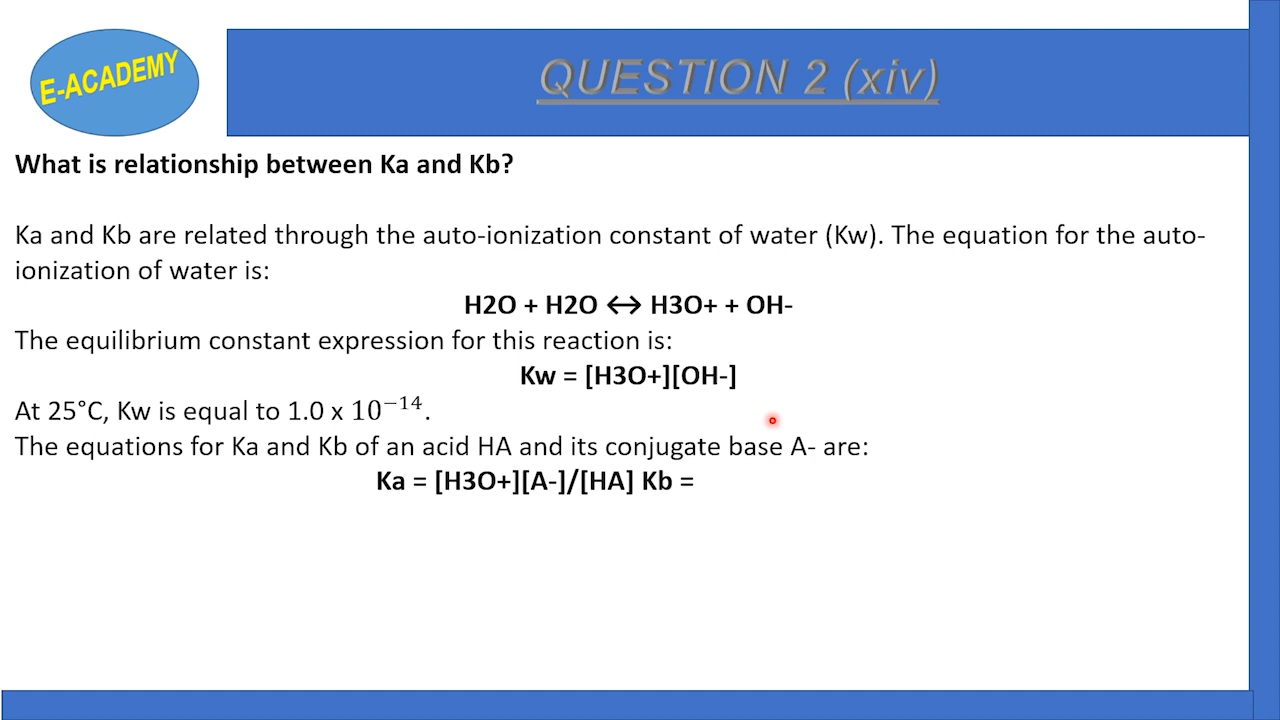 E-ACADEMY
QUESTION 2 (xiv)
What is relationship between Ka and Kb?
Ka and Kb are related through the auto-ionization constant of water (Kw). The equation for the auto-
ionization of water is:
H2O + H2O ↔ H3O+ + OH-
The equilibrium constant expression for this reaction is:
Kw = [H3O+][OH-]
At 25°C, Kw is equal to 1.0 x 10⁻¹⁴.
The equations for Ka and Kb of an acid HA and its conjugate base A- are:
Ka = [H3O+][A-]/[HA] Kb =